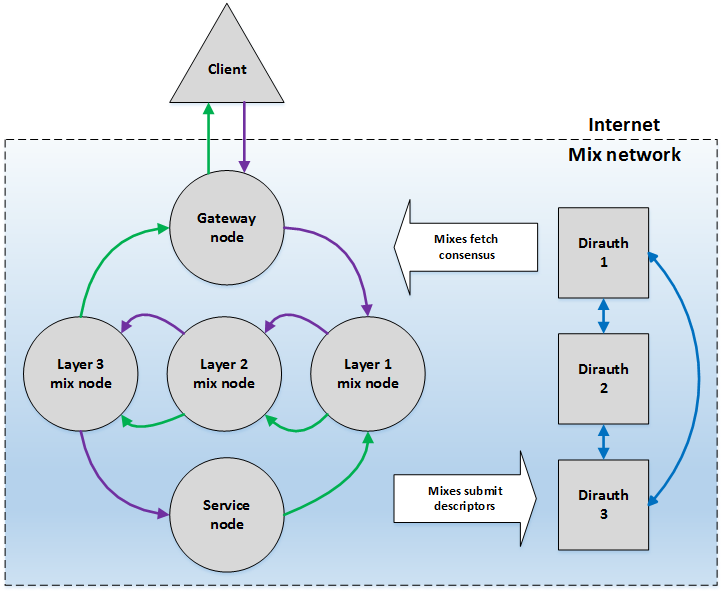 Client
Internet
Mix network
Gateway
node
Mixes fetch
consensus
Dirauth
1
Layer 3
mix node
Layer 2
mix node
Layer 1
mix node
Dirauth
2
Service
node
Mixes submit
descriptors
Dirauth
3